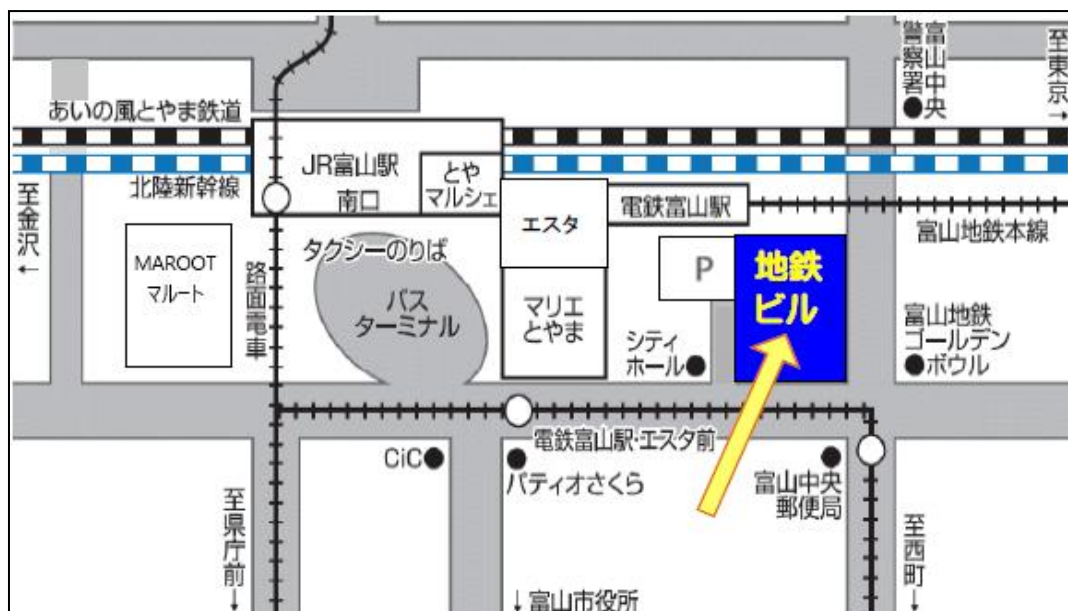 富山中央
警察署
至東京→
あいの風とやま鉄道
JR富山駅
南口
とや
マルシェ
北陸新幹線
至金沢←
エスタ
電鉄富山駅
富山地鉄本線
MAROOT
マルート
路面電車
タクシーのりば
バス
ターミナル
マリエ
とやま
P
地鉄
ビル
シティ
ホール
富山地鉄
ゴールデン
ボウル
電鉄富山駅・エスタ前
CiC
パティオさくら
富山中央
郵便局
至県庁前→
↓富山市役所
至西町→